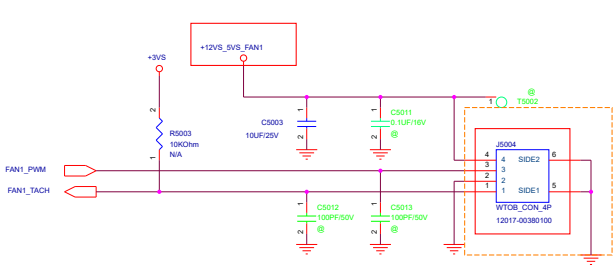 +12VS_5VS_FAN1
+3VS
@
1
T5002
2
R5003
10KOhm
N/A
1
1
C5003
10UF/25V
2
1
C5011
0.1UF/16V
@
2
J5004
4
4
SIDE2
6
3
3
2
2
1
1
SIDE1
5
WTOB_CON_4P
12017-00380100
FAN1_PWM
FAN1_TACH
1
C5012
100PF/50V
2
@
1
C5013
100PF/50V
2
@